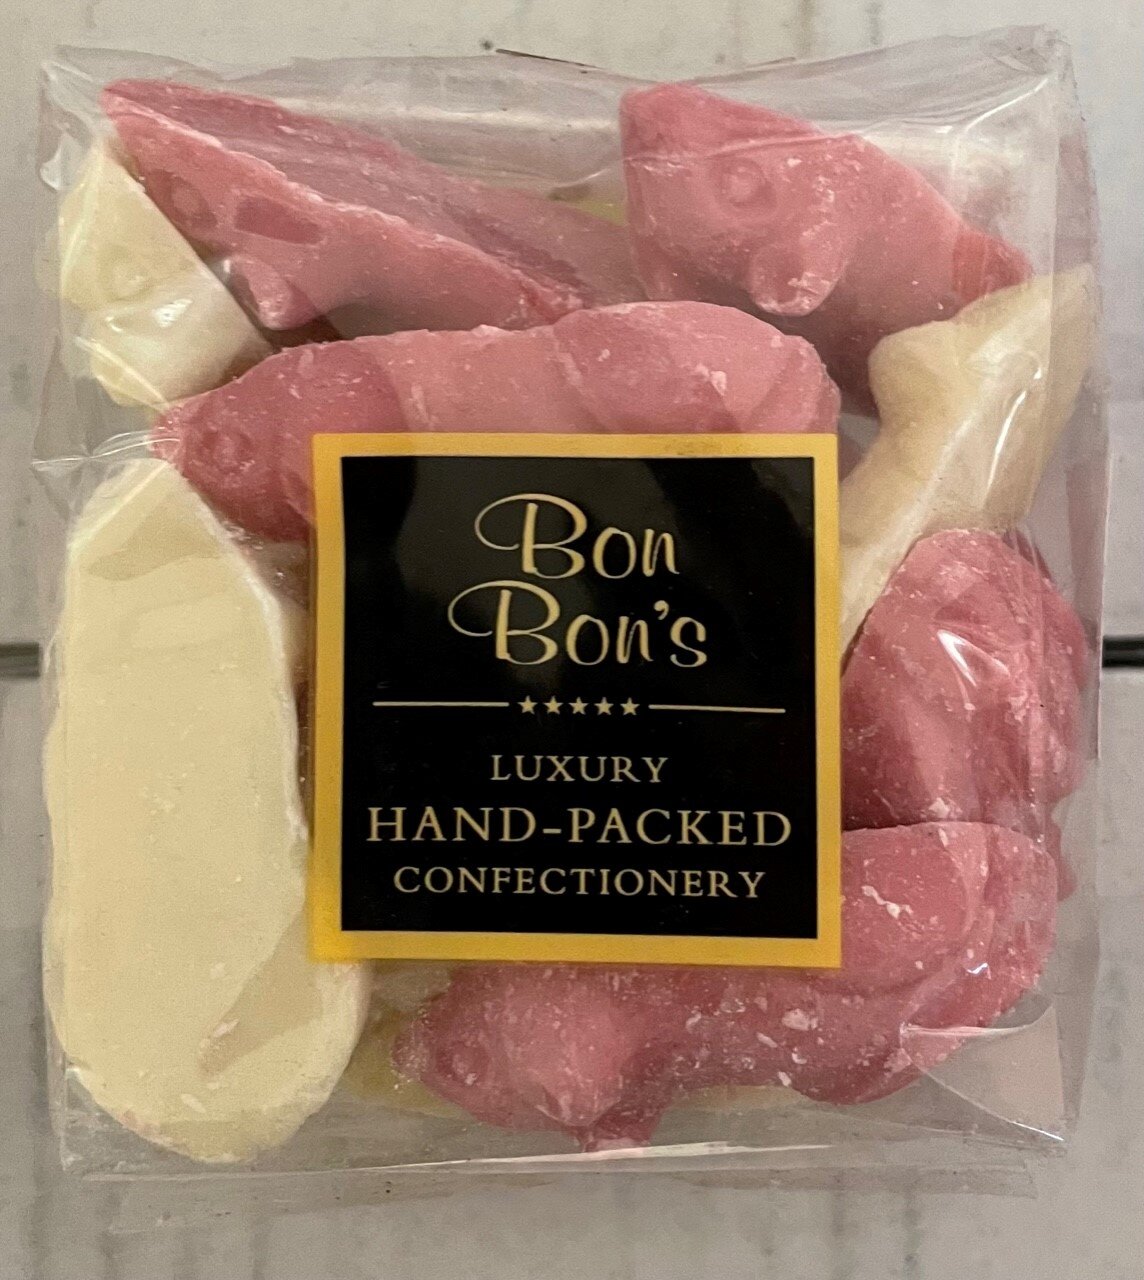 Bon
Bon's
★★★★★
LUXURY
HAND-PACKED
CONFECTIONERY